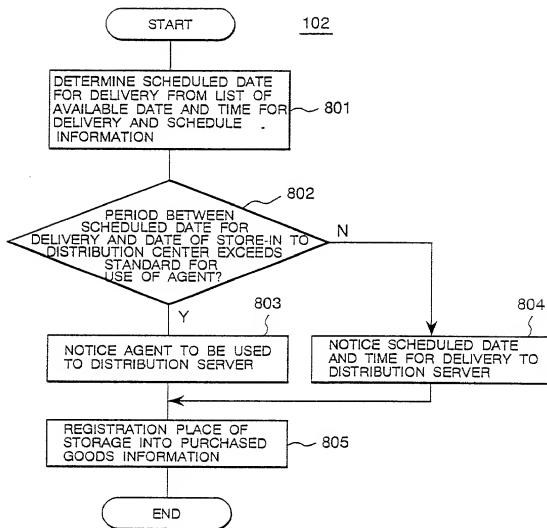 START
102
DETERMINE SCHEDULED DATE
FOR DELIVERY FROM LIST OF
AVAILABLE DATE AND TIME FOR
DELIVERY AND SCHEDULE
INFORMATION
801
802
PERIOD BETWEEN
SCHEDULED DATE FOR
DELIVERY AND DATE OF STORE-IN TO
DISTRIBUTION CENTER EXCEEDS
STANDARD FOR
USE OF AGENT?
N
Y
803
NOTICE AGENT TO BE USED
TO DISTRIBUTION SERVER
804
NOTICE SCHEDULED DATE
AND TIME FOR DELIVERY TO
DISTRIBUTION SERVER
REGISTRATION PLACE OF
STORAGE INTO PURCHASED
GOODS INFORMATION
805
END